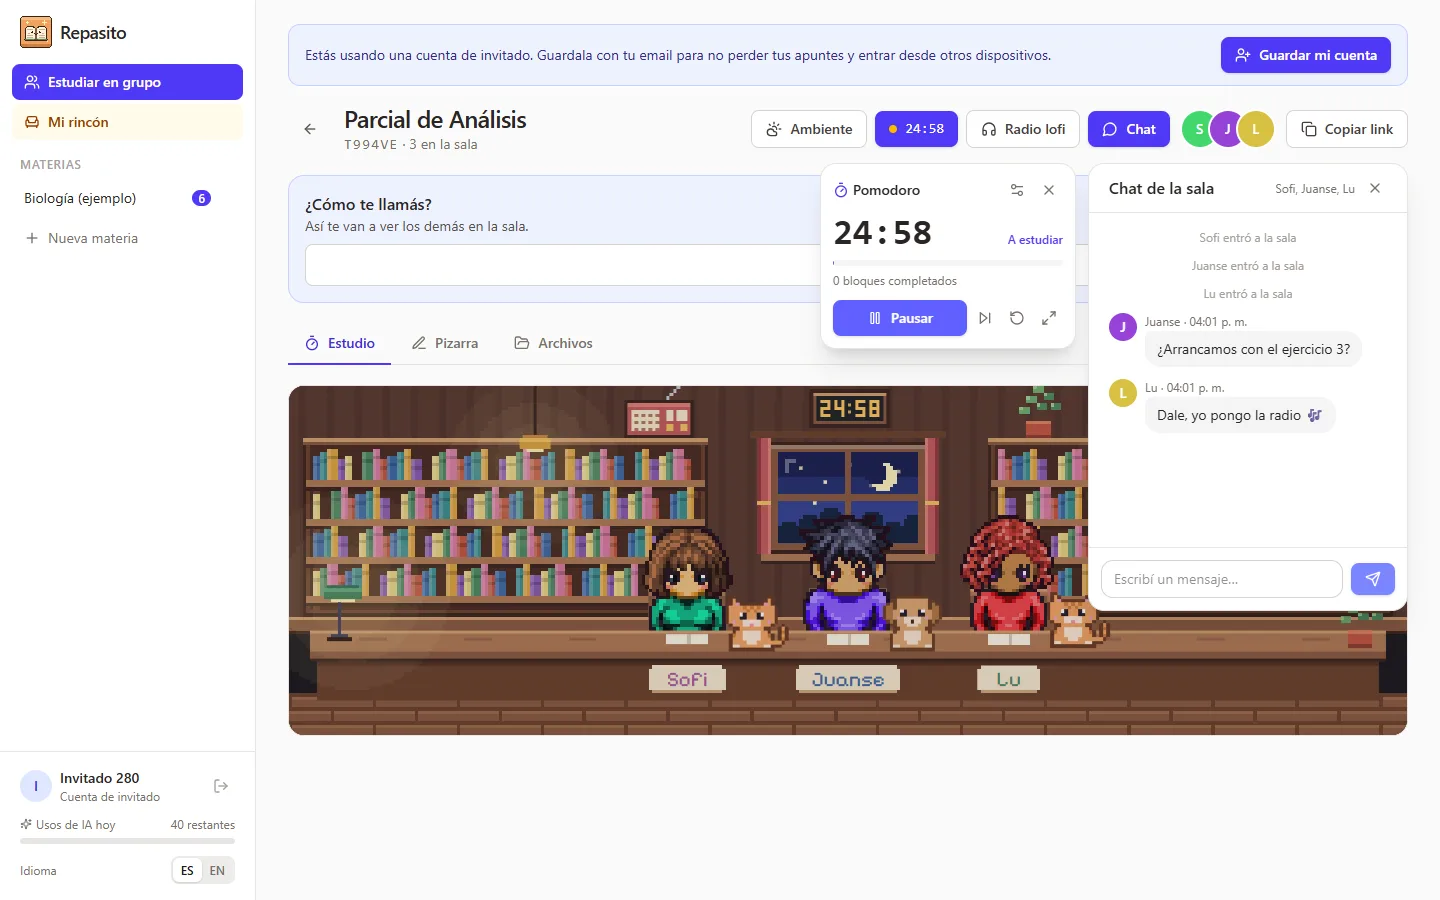 Repasito
Estudiar en grupo
Mi rincón
MATERIAS
Biología (ejemplo)
6
Nueva materia
Invitado 280
I
Cuenta de invitado
Usos de IA hoy
40 restantes
Idioma
ES
EN
Estás usando una cuenta de invitado. Guardala con tu email para no perder tus apuntes y entrar desde otros dispositivos.
Guardar mi cuenta
Parcial de Análisis
T994VE · 3 en la sala
Ambiente
24:58
Radio lofi
Chat
S
J
L
Copiar link
¿Cómo te llamás?
Así te van a ver los demás en la sala.
Pomodoro
24:58
A estudiar
0 bloques completados
Pausar
Estudio
Pizarra
Archivos
24:58
Sofi
Juanse
Lu
Chat de la sala
Sofi, Juanse, Lu
Sofi entró a la sala
Juanse entró a la sala
Lu entró a la sala
J
Juanse · 04:01 p. m.
¿Arrancamos con el ejercicio 3?
L
Lu · 04:01 p. m.
Dale, yo pongo la radio 🎶
Escribí un mensaje...